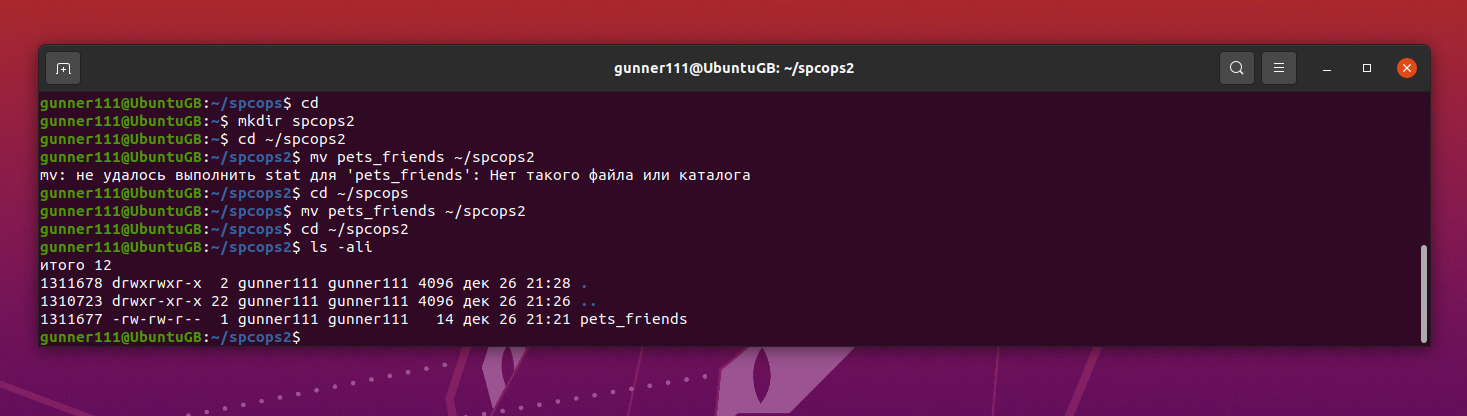 gunner111@UbuntuGB: ~/spcops2
gunner111@UbuntuGB:~/spcops$ cd
gunner111@UbuntuGB:~$ mkdir spcops2
gunner111@UbuntuGB:~$ cd ~/spcops2
gunner111@UbuntuGB:~/spcops2$ mv pets_friends ~/spcops2
mv: не удалось выполнить stat для 'pets_friends': Нет такого файла или каталога
gunner111@UbuntuGB:~/spcops2$ cd ~/spcops
gunner111@UbuntuGB:~/spcops$ mv pets_friends ~/spcops2
gunner111@UbuntuGB:~/spcops$ cd ~/spcops2
gunner111@UbuntuGB:~/spcops2$ ls -ali
итого 12
1311678 drwxrwxr-x  2 gunner111 gunner111 4096 дек 26 21:28 .
1310723 drwxr-xr-x 22 gunner111 gunner111 4096 дек 26 21:26 ..
1311677 -rw-rw-r--  1 gunner111 gunner111   14 дек 26 21:21 pets_friends
gunner111@UbuntuGB:~/spcops2$